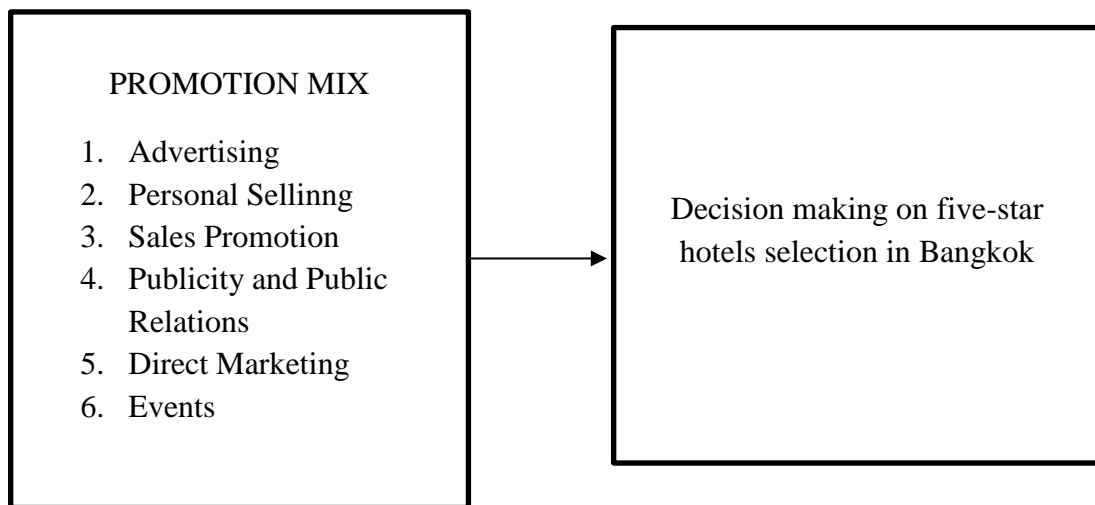 PROMOTION MIX
1. Advertising
2. Personal Sellinng
3. Sales Promotion
4. Publicity and Public
Relations
5. Direct Marketing
6. Events
Decision making on five-star
hotels selection in Bangkok